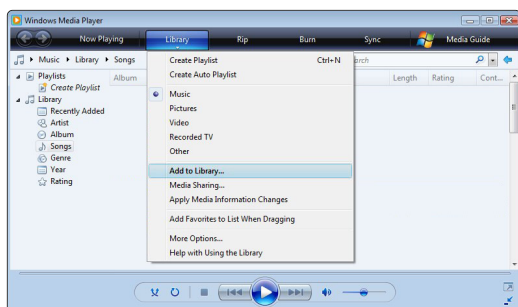 Windows Media Player
Now Playing Library Rip Burn Sync Media Guide
Music Library Songs
Playlists
Create Playlist
Library
Recently Added
Artist
Album
Songs
Genre
Year
Rating
Album Length Rating Cont...
Create Playlist Ctrl+N
Create Auto Playlist
Music
Pictures
Video
Recorded TV
Other
Add to Library...
Media Sharing...
Apply Media Information Changes
Add Favorites to List When Dragging
More Options...
Help with Using the Library